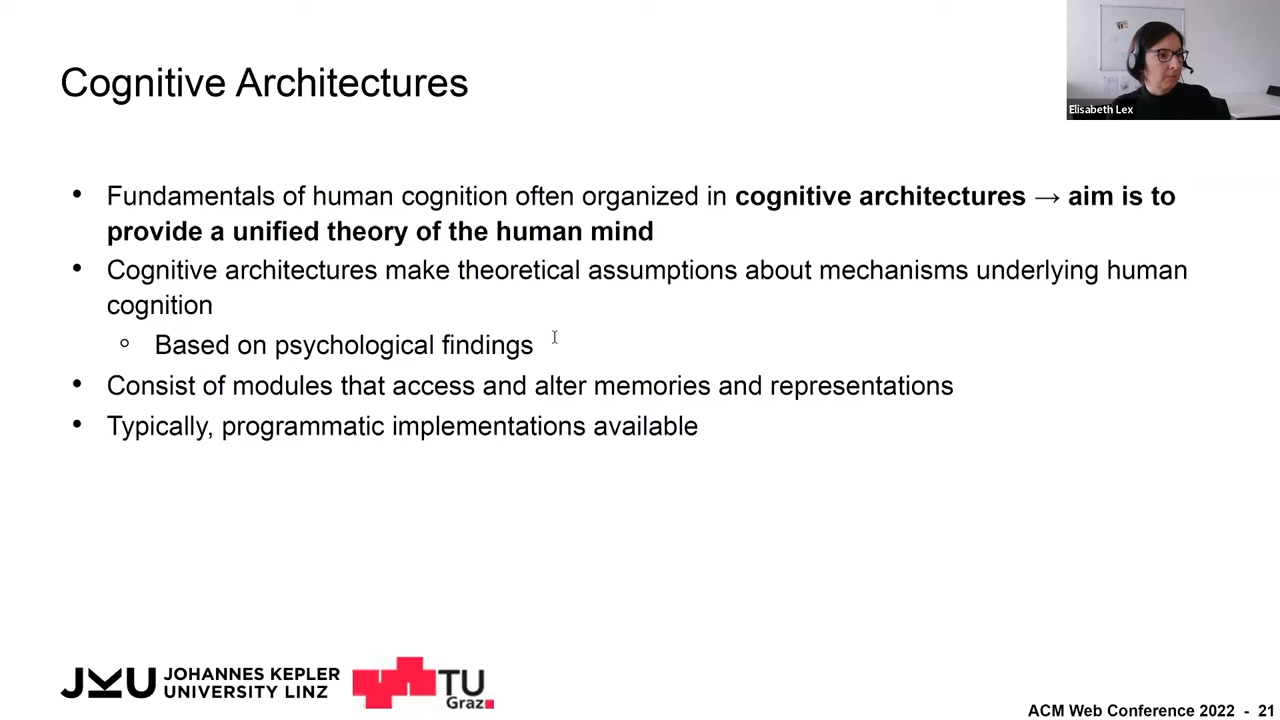 Cognitive Architectures
Elisabeth Lex
• Fundamentals of human cognition often organized in cognitive architectures → aim is to
provide a unified theory of the human mind
• Cognitive architectures make theoretical assumptions about mechanisms underlying human
cognition
○ Based on psychological findings
• Consist of modules that access and alter memories and representations
• Typically, programmatic implementations available
JKU JOHANNES KEPLER
UNIVERSITY LINZ
TU
Graz
ACM Web Conference 2022 - 21